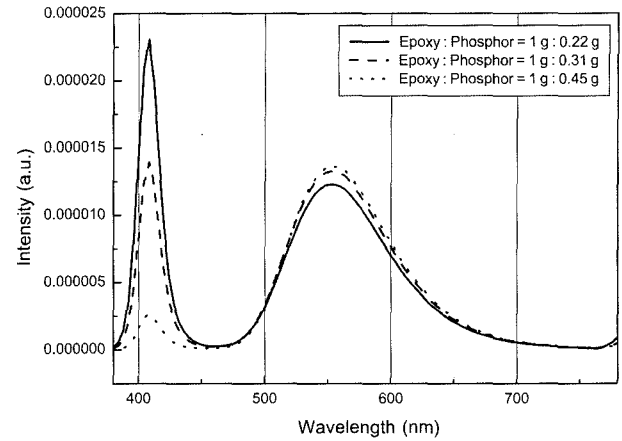 0.000025
0.000020
0.000015
0.000010
0.000005
0.000000
Intensity (a.u.)
Epoxy : Phosphor = 1 g : 0.22 g
Epoxy : Phosphor = 1 g : 0.31 g
Epoxy : Phosphor = 1 g : 0.45 g
400 500 600 700
Wavelength (nm)